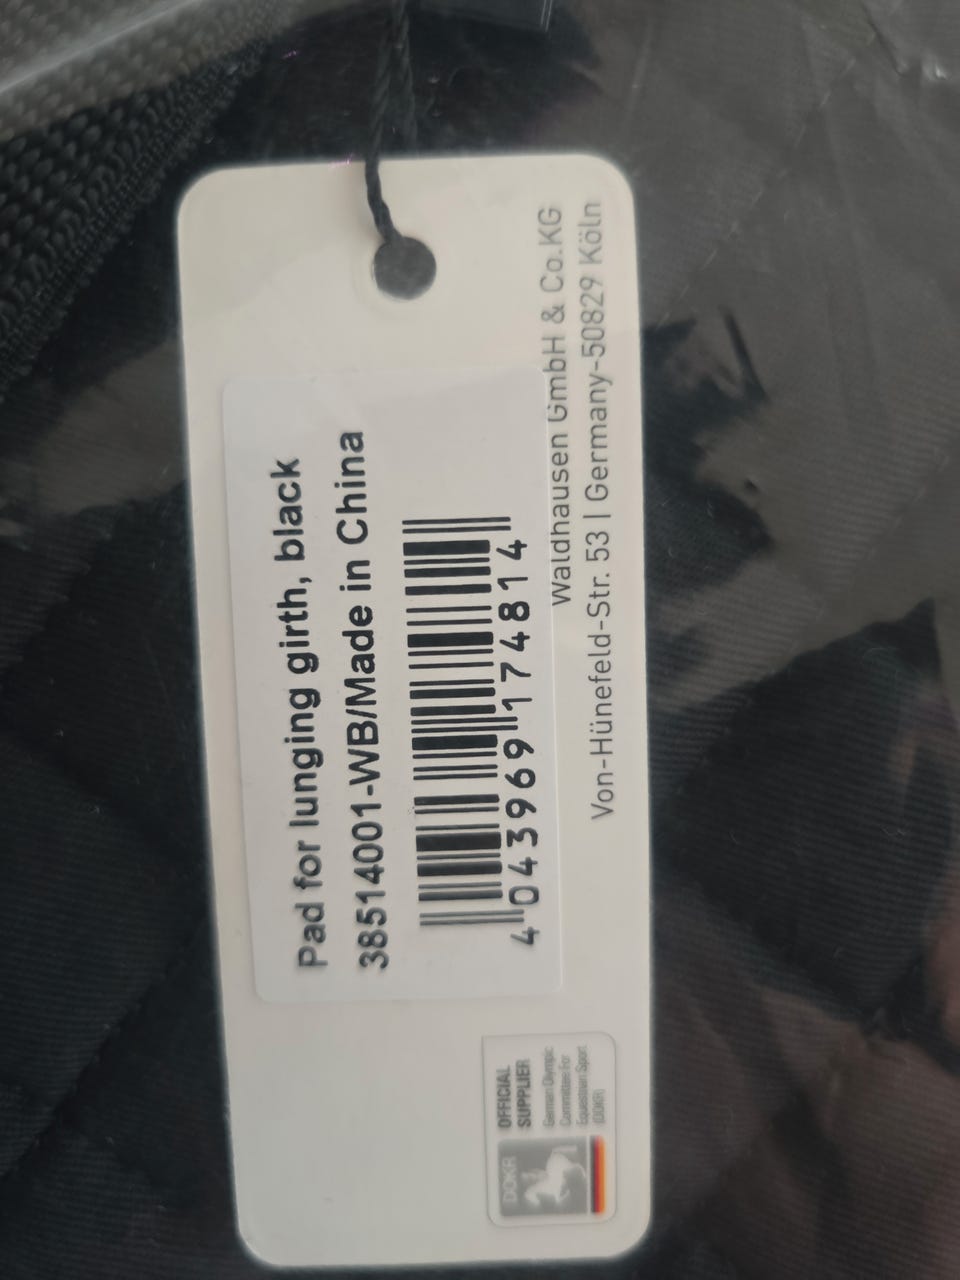 Pad for lunging girth, black
38514001-WB/Made in China
4 043969 174814
Waldhausen GmbH & Co.KG
Von-Hünefeld-Str. 53 | Germany-50829 Köln
DOKR
OFFICIAL
SUPPLIER
German Olympic
Committee For
Equestrian Sport
(DOKR)